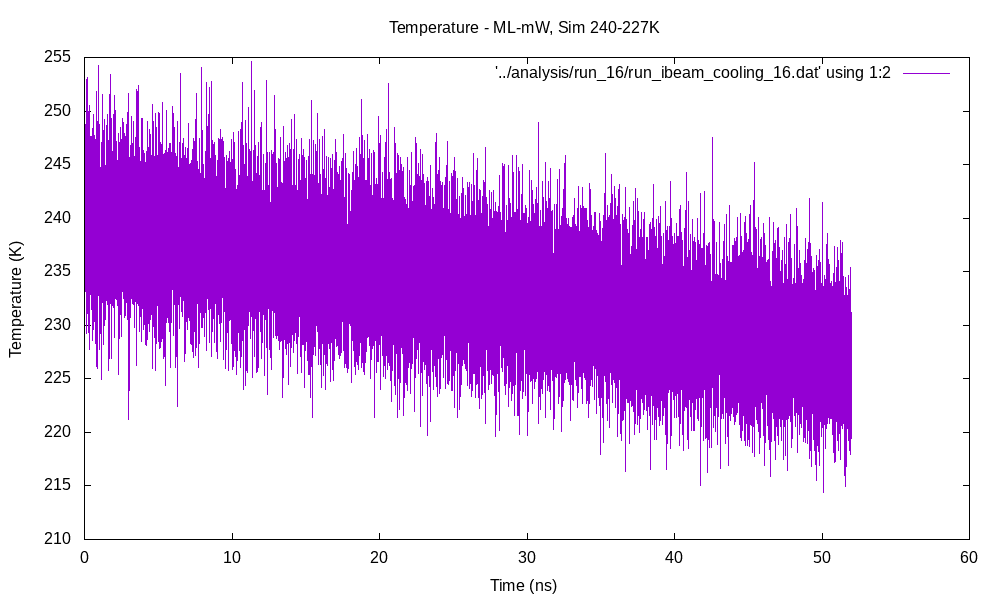 Temperature - ML-mW, Sim 240-227K
'../analysis/run_16/run_ibeam_cooling_16.dat' using 1:2
255
250
245
240
235
230
225
220
215
210
Temperature (K)
0 10 20 30 40 50 60
Time (ns)